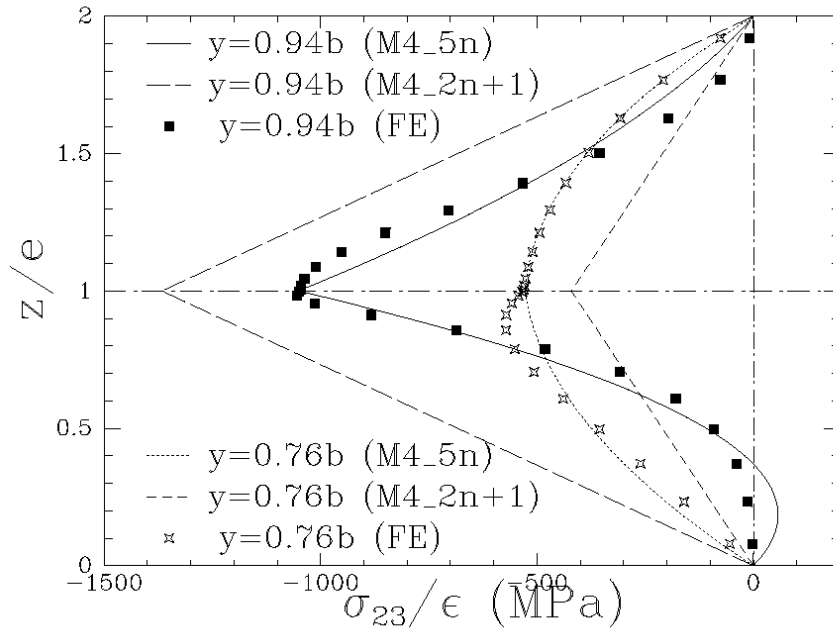 2
y=0.94b (M4_5n)
y=0.94b (M4_2n+1)
y=0.94b (FE)
1.5
z/e
1
0.5
y=0.76b (M4_5n)
y=0.76b (M4_2n+1)
y=0.76b (FE)
0
-1500 -1000 -500 0
σ23/ϵ (MPa)